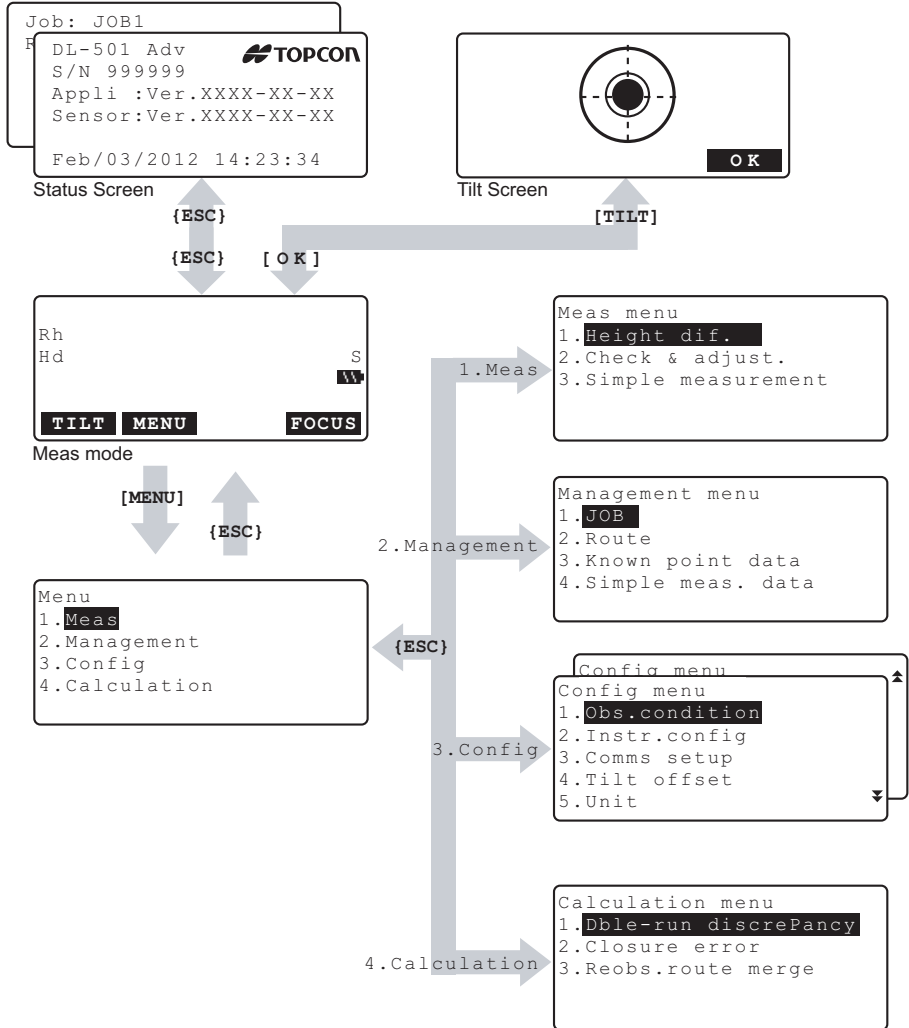 Job: JOB1
R
DL-501 Adv
TOPCON
S/N 999999
Appli :Ver.XXXX-XX-XX
Sensor:Ver.XXXX-XX-XX
Feb/03/2012 14:23:34
Status Screen
OK
Tilt Screen
{ESC}
{ESC}
[OK]
[TILT]
Rh
Hd S
TILT MENU FOCUS
Meas mode
[MENU]
{ESC}
Menu
1.Meas
2.Management
3.Config
4.Calculation
{ESC}
1.Meas
Meas menu
1.Height dif.
2.Check & adjust.
3.Simple measurement
2.Management
Management menu
1.JOB
2.Route
3.Known point data
4.Simple meas. data
3.Config
Config menu
Config menu
1.Obs.condition
2.Instr.config
3.Comms setup
4.Tilt offset
5.Unit
4.Calculation
Calculation menu
1.Dble-run discrePancy
2.Closure error
3.Reobs.route merge